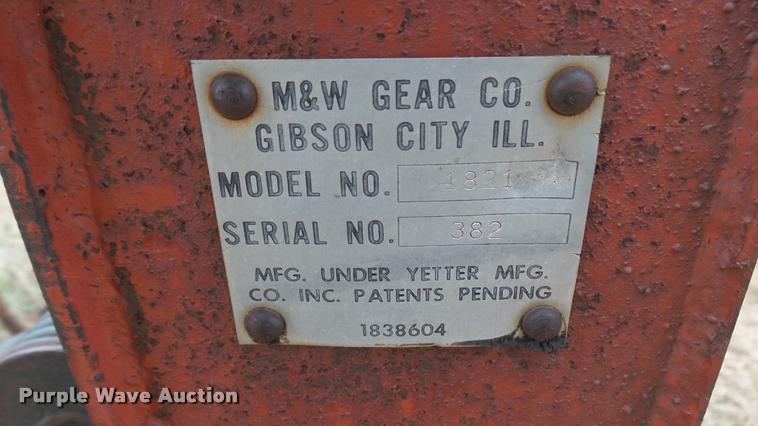 M&W GEAR CO.
GIBSON CITY ILL.
MODEL NO. 1821
SERIAL NO. 382
MFG. UNDER YETTER MFG.
CO. INC. PATENTS PENDING
1838604
Purple Wave Auction